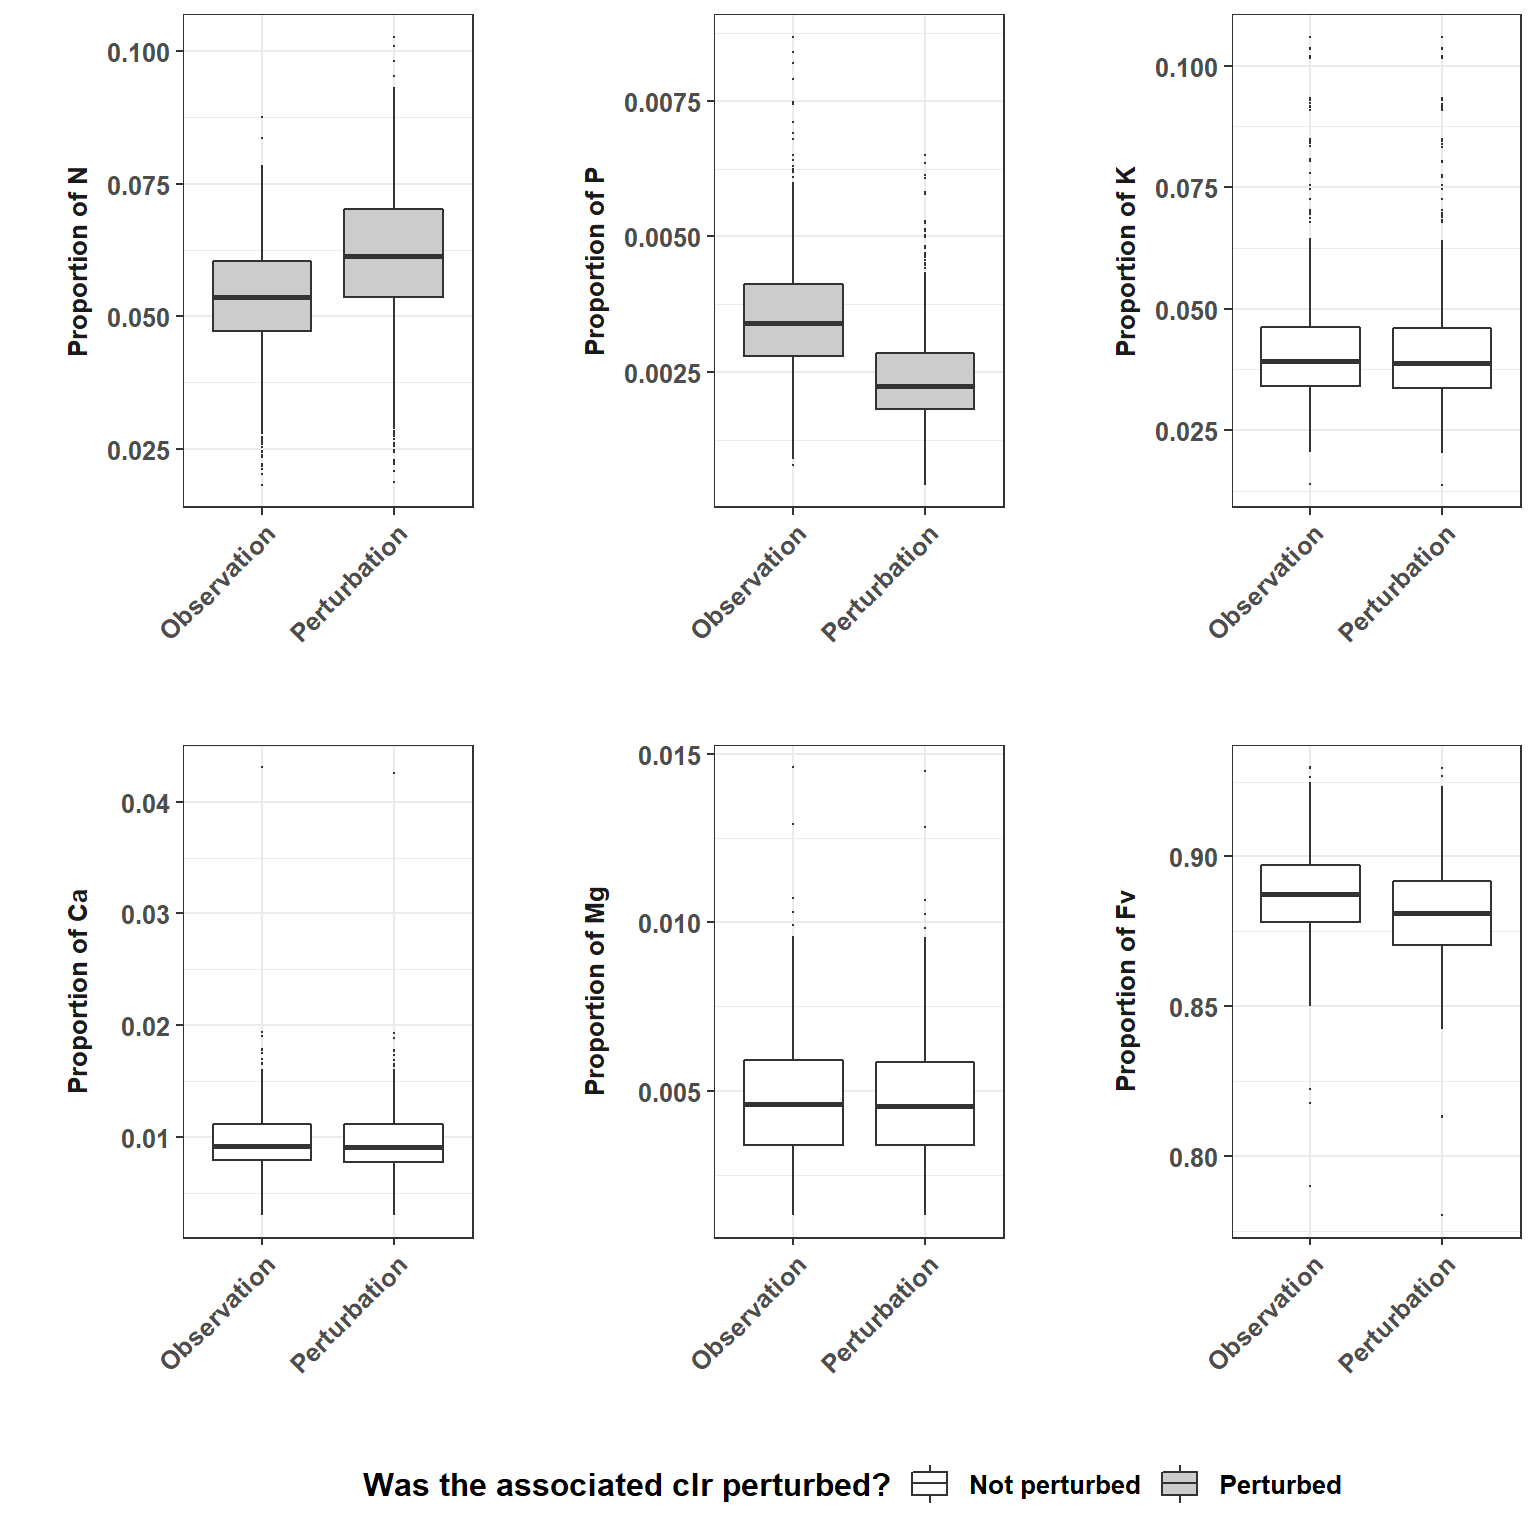 Proportion of N
0.100
0.075
0.050
0.025
Observation
Perturbation
Proportion of P
0.0075
0.0050
0.0025
Observation
Perturbation
Proportion of K
0.100
0.075
0.050
0.025
Observation
Perturbation
Proportion of Ca
0.04
0.03
0.02
0.01
Observation
Perturbation
Proportion of Mg
0.015
0.010
0.005
Observation
Perturbation
Proportion of Fv
0.90
0.85
0.80
Observation
Perturbation
Was the associated clr perturbed? Not perturbed Perturbed